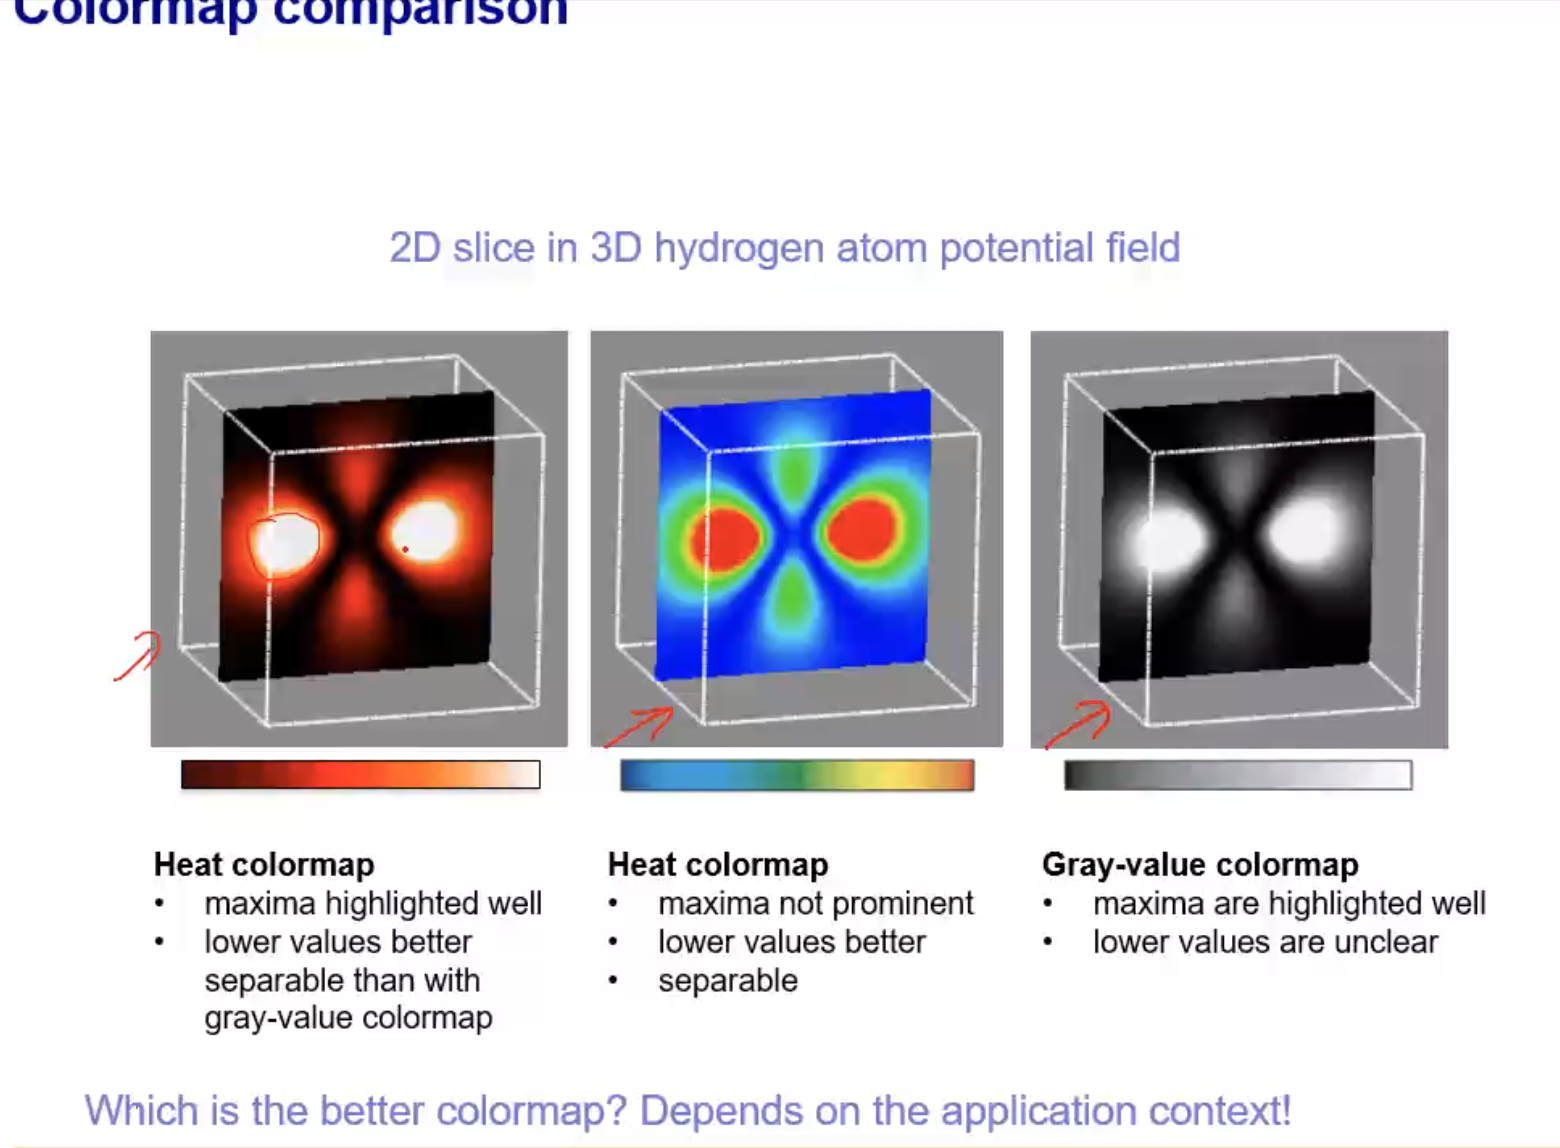 Colormap comparison
2D slice in 3D hydrogen atom potential field
Heat colormap
• maxima highlighted well
• lower values better
separable than with
gray-value colormap
Heat colormap
• maxima not prominent
• lower values better
• separable
Gray-value colormap
• maxima are highlighted well
• lower values are unclear
Which is the better colormap? Depends on the application context!